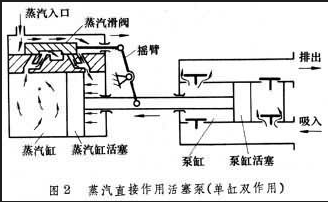 蒸汽入口
蒸汽滑阀
摇臂
排出
吸入
蒸汽缸
蒸汽缸活塞
泵缸
泵缸活塞
图2 蒸汽直接作用活塞泵(单缸双作用)